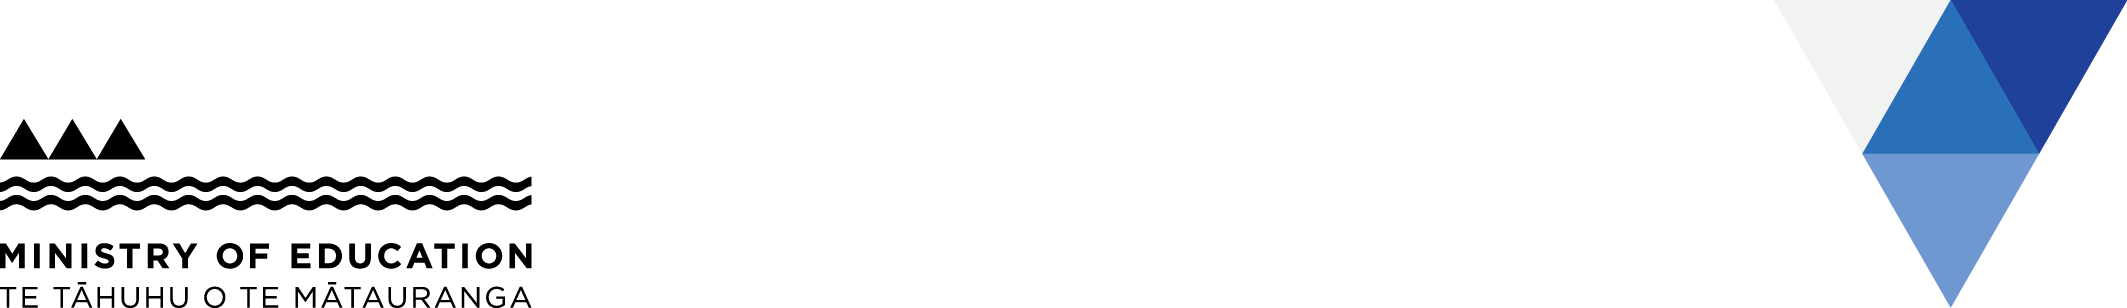 MINISTRY OF EDUCATION
TE TĀHUHU O TE MĀTAURANGA